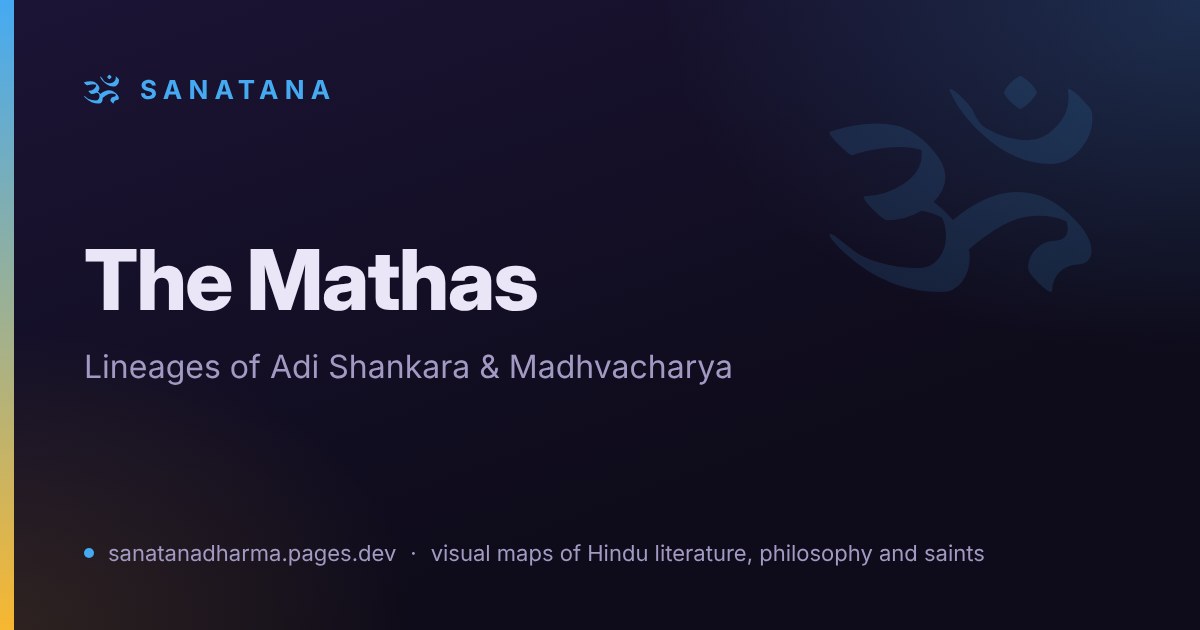 ॐ SANATANA
The Mathas
Lineages of Adi Shankara & Madhvacharya
sanatanadharma.pages.dev · visual maps of Hindu literature, philosophy and saints
ॐ